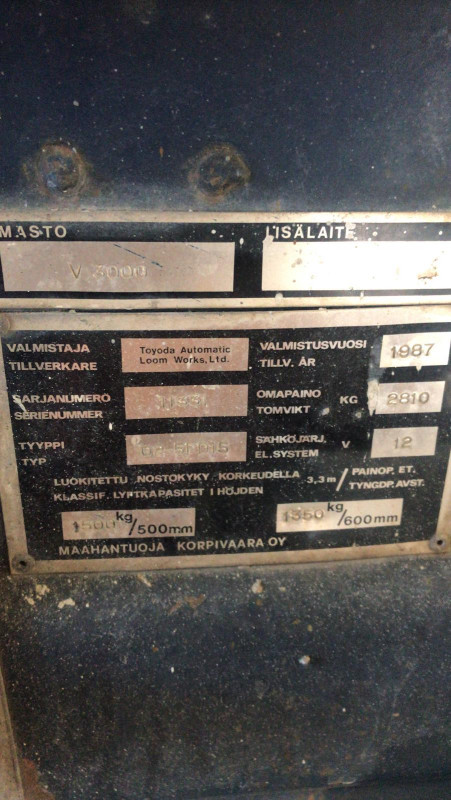 MASTO LISÄLAITE
V 3000
VALMISTAJA Toyoda Automatic VALMISTUSVUOSI 1987
TILLVERKARE Loom Works, Ltd. TILLV. ÅR
SARJANUMERO OMAPAINO KG 2810
SERIENUMMER TOMVIKT
TYYPPI SÄHKÖJÄRJ. V 12
TYP EL.SYSTEM
LUOKITETTU NOSTOKYKY KORKEUDELLA 3,3 m / PAINOP. ET.
KLASSIF. LYFTKAPASITET I HÖJDEN TYNGDP.AVST.
1500 kg/500mm 1350 kg/600mm
MAAHANTUOJA KORPIVAARA OY